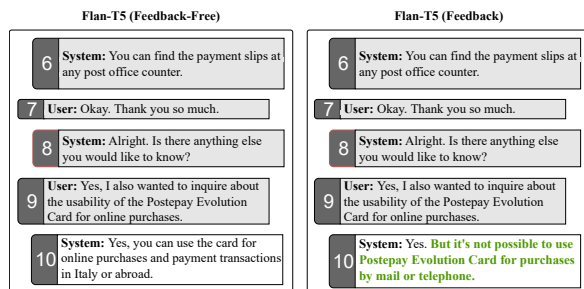 Flan-T5 (Feedback-Free)
6
System: You can find the payment slips at
any post office counter.
7
User: Okay. Thank you so much.
8
System: Alright. Is there anything else
you would like to know?
9
User: Yes, I also wanted to inquire about
the usability of the Postepay Evolution
Card for online purchases.
10
System: Yes, you can use the card for
online purchases and payment transactions
in Italy or abroad.
Flan-T5 (Feedback)
6
System: You can find the payment slips at
any post office counter.
7
User: Okay. Thank you so much.
8
System: Alright. Is there anything else
you would like to know?
9
User: Yes, I also wanted to inquire about
the usability of the Postepay Evolution
Card for online purchases.
10
System: Yes. But it's not possible to use
Postepay Evolution Card for purchases
by mail or telephone.